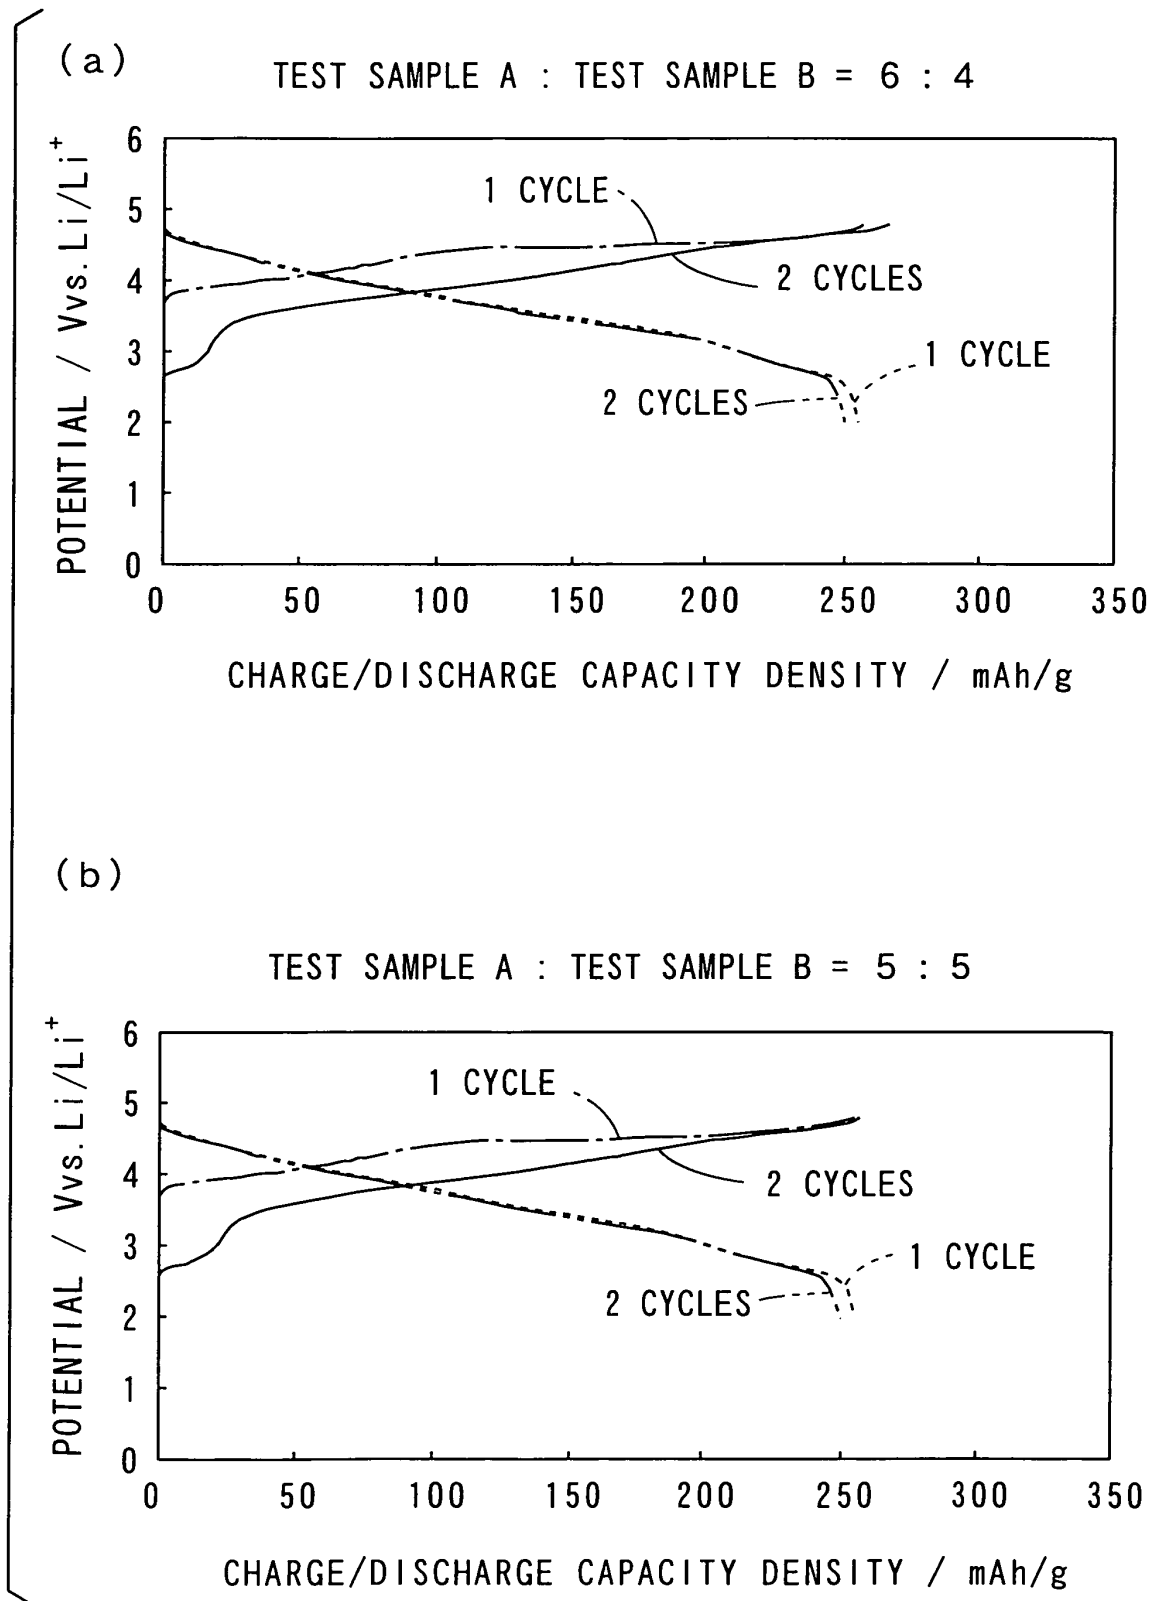 (a)
TEST SAMPLE A : TEST SAMPLE B = 6 : 4
POTENTIAL / Vvs.Li/Li⁺
6
5
4
3
2
1
0
1 CYCLE
2 CYCLES
1 CYCLE
2 CYCLES
0 50 100 150 200 250 300 350
CHARGE/DISCHARGE CAPACITY DENSITY / mAh/g
(b)
TEST SAMPLE A : TEST SAMPLE B = 5 : 5
POTENTIAL / Vvs.Li/Li⁺
6
5
4
3
2
1
0
1 CYCLE
2 CYCLES
1 CYCLE
2 CYCLES
0 50 100 150 200 250 300 350
CHARGE/DISCHARGE CAPACITY DENSITY / mAh/g